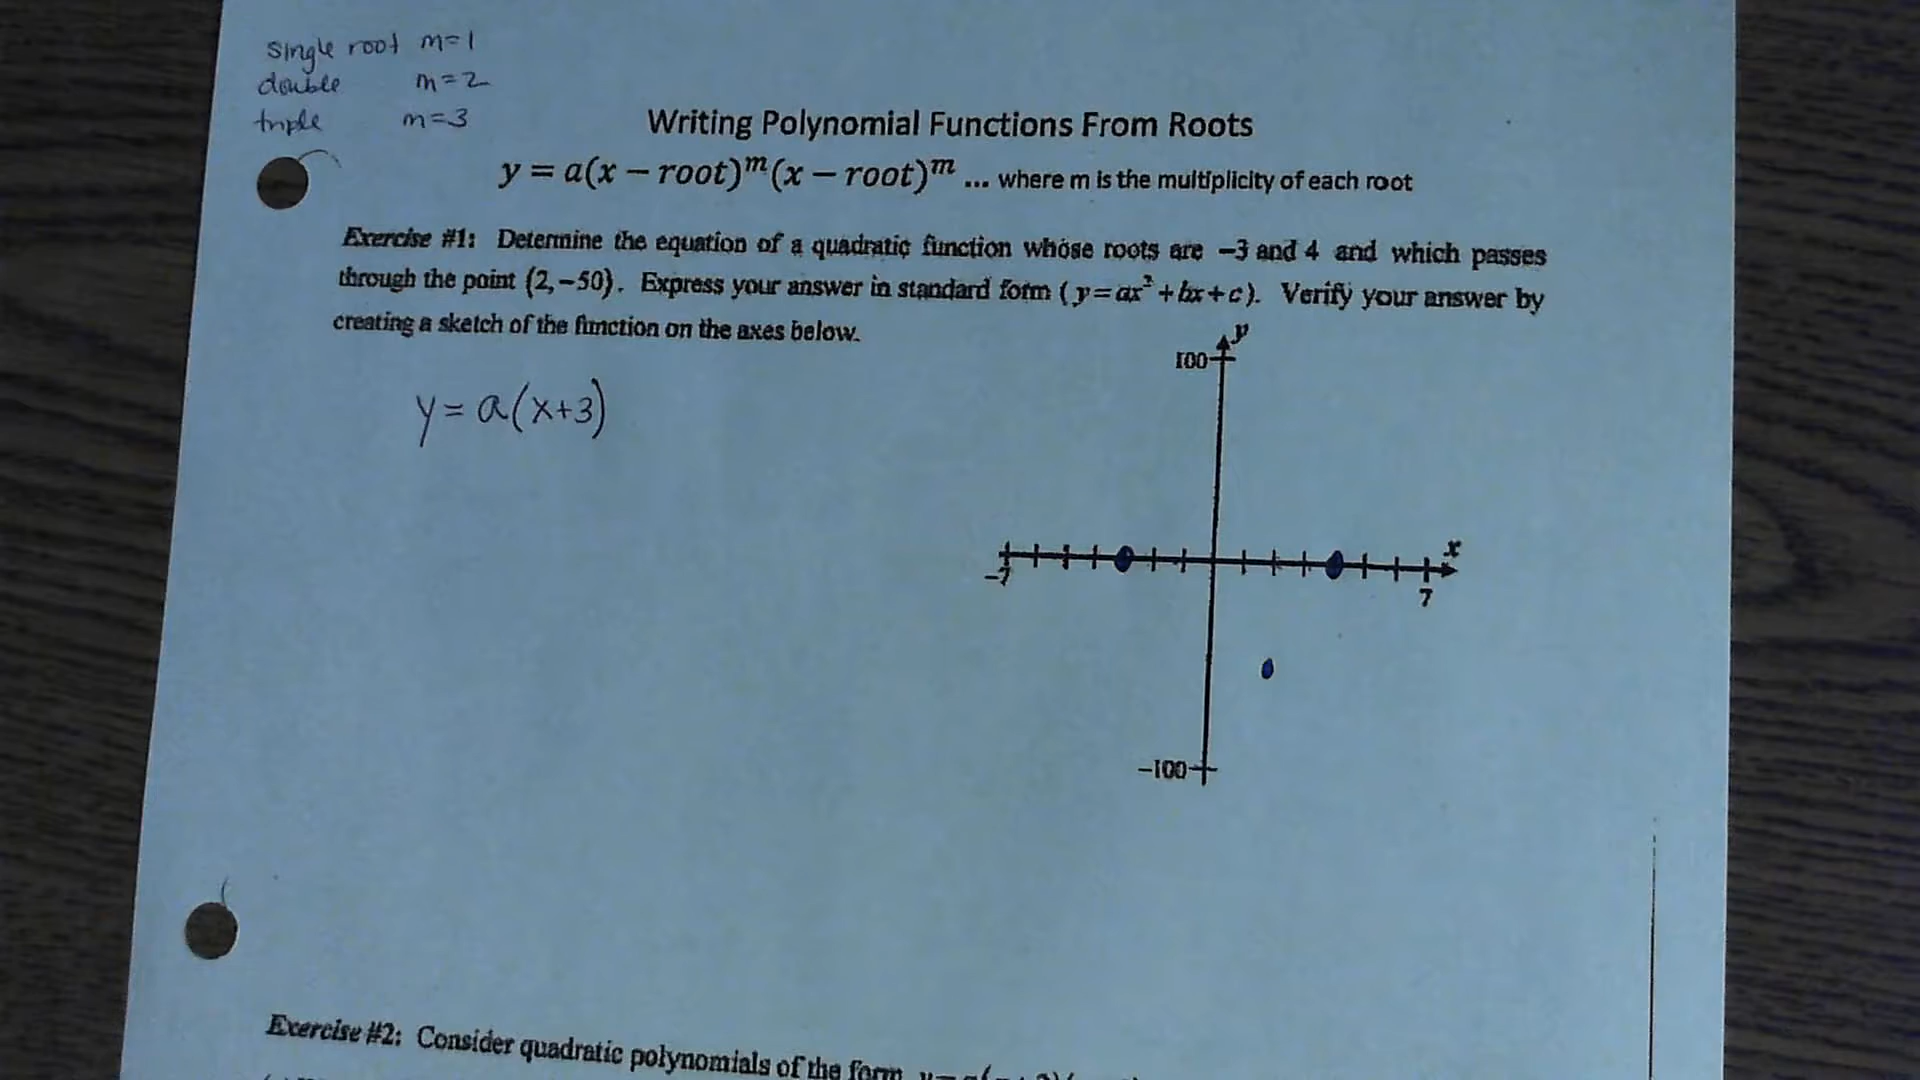 single root m=1
double m=2
triple m=3
Writing Polynomial Functions From Roots
y = a(x − root)^m (x − root)^m ... where m is the multiplicity of each root
Exercise #1: Determine the equation of a quadratic function whose roots are −3 and 4 and which passes
through the point (2,−50). Express your answer in standard form (y=ax²+bx+c). Verify your answer by
creating a sketch of the function on the axes below.
y
100
y = a(x+3)
x
−7
7
−100
Exercise #2: Consider quadratic polynomials of the form